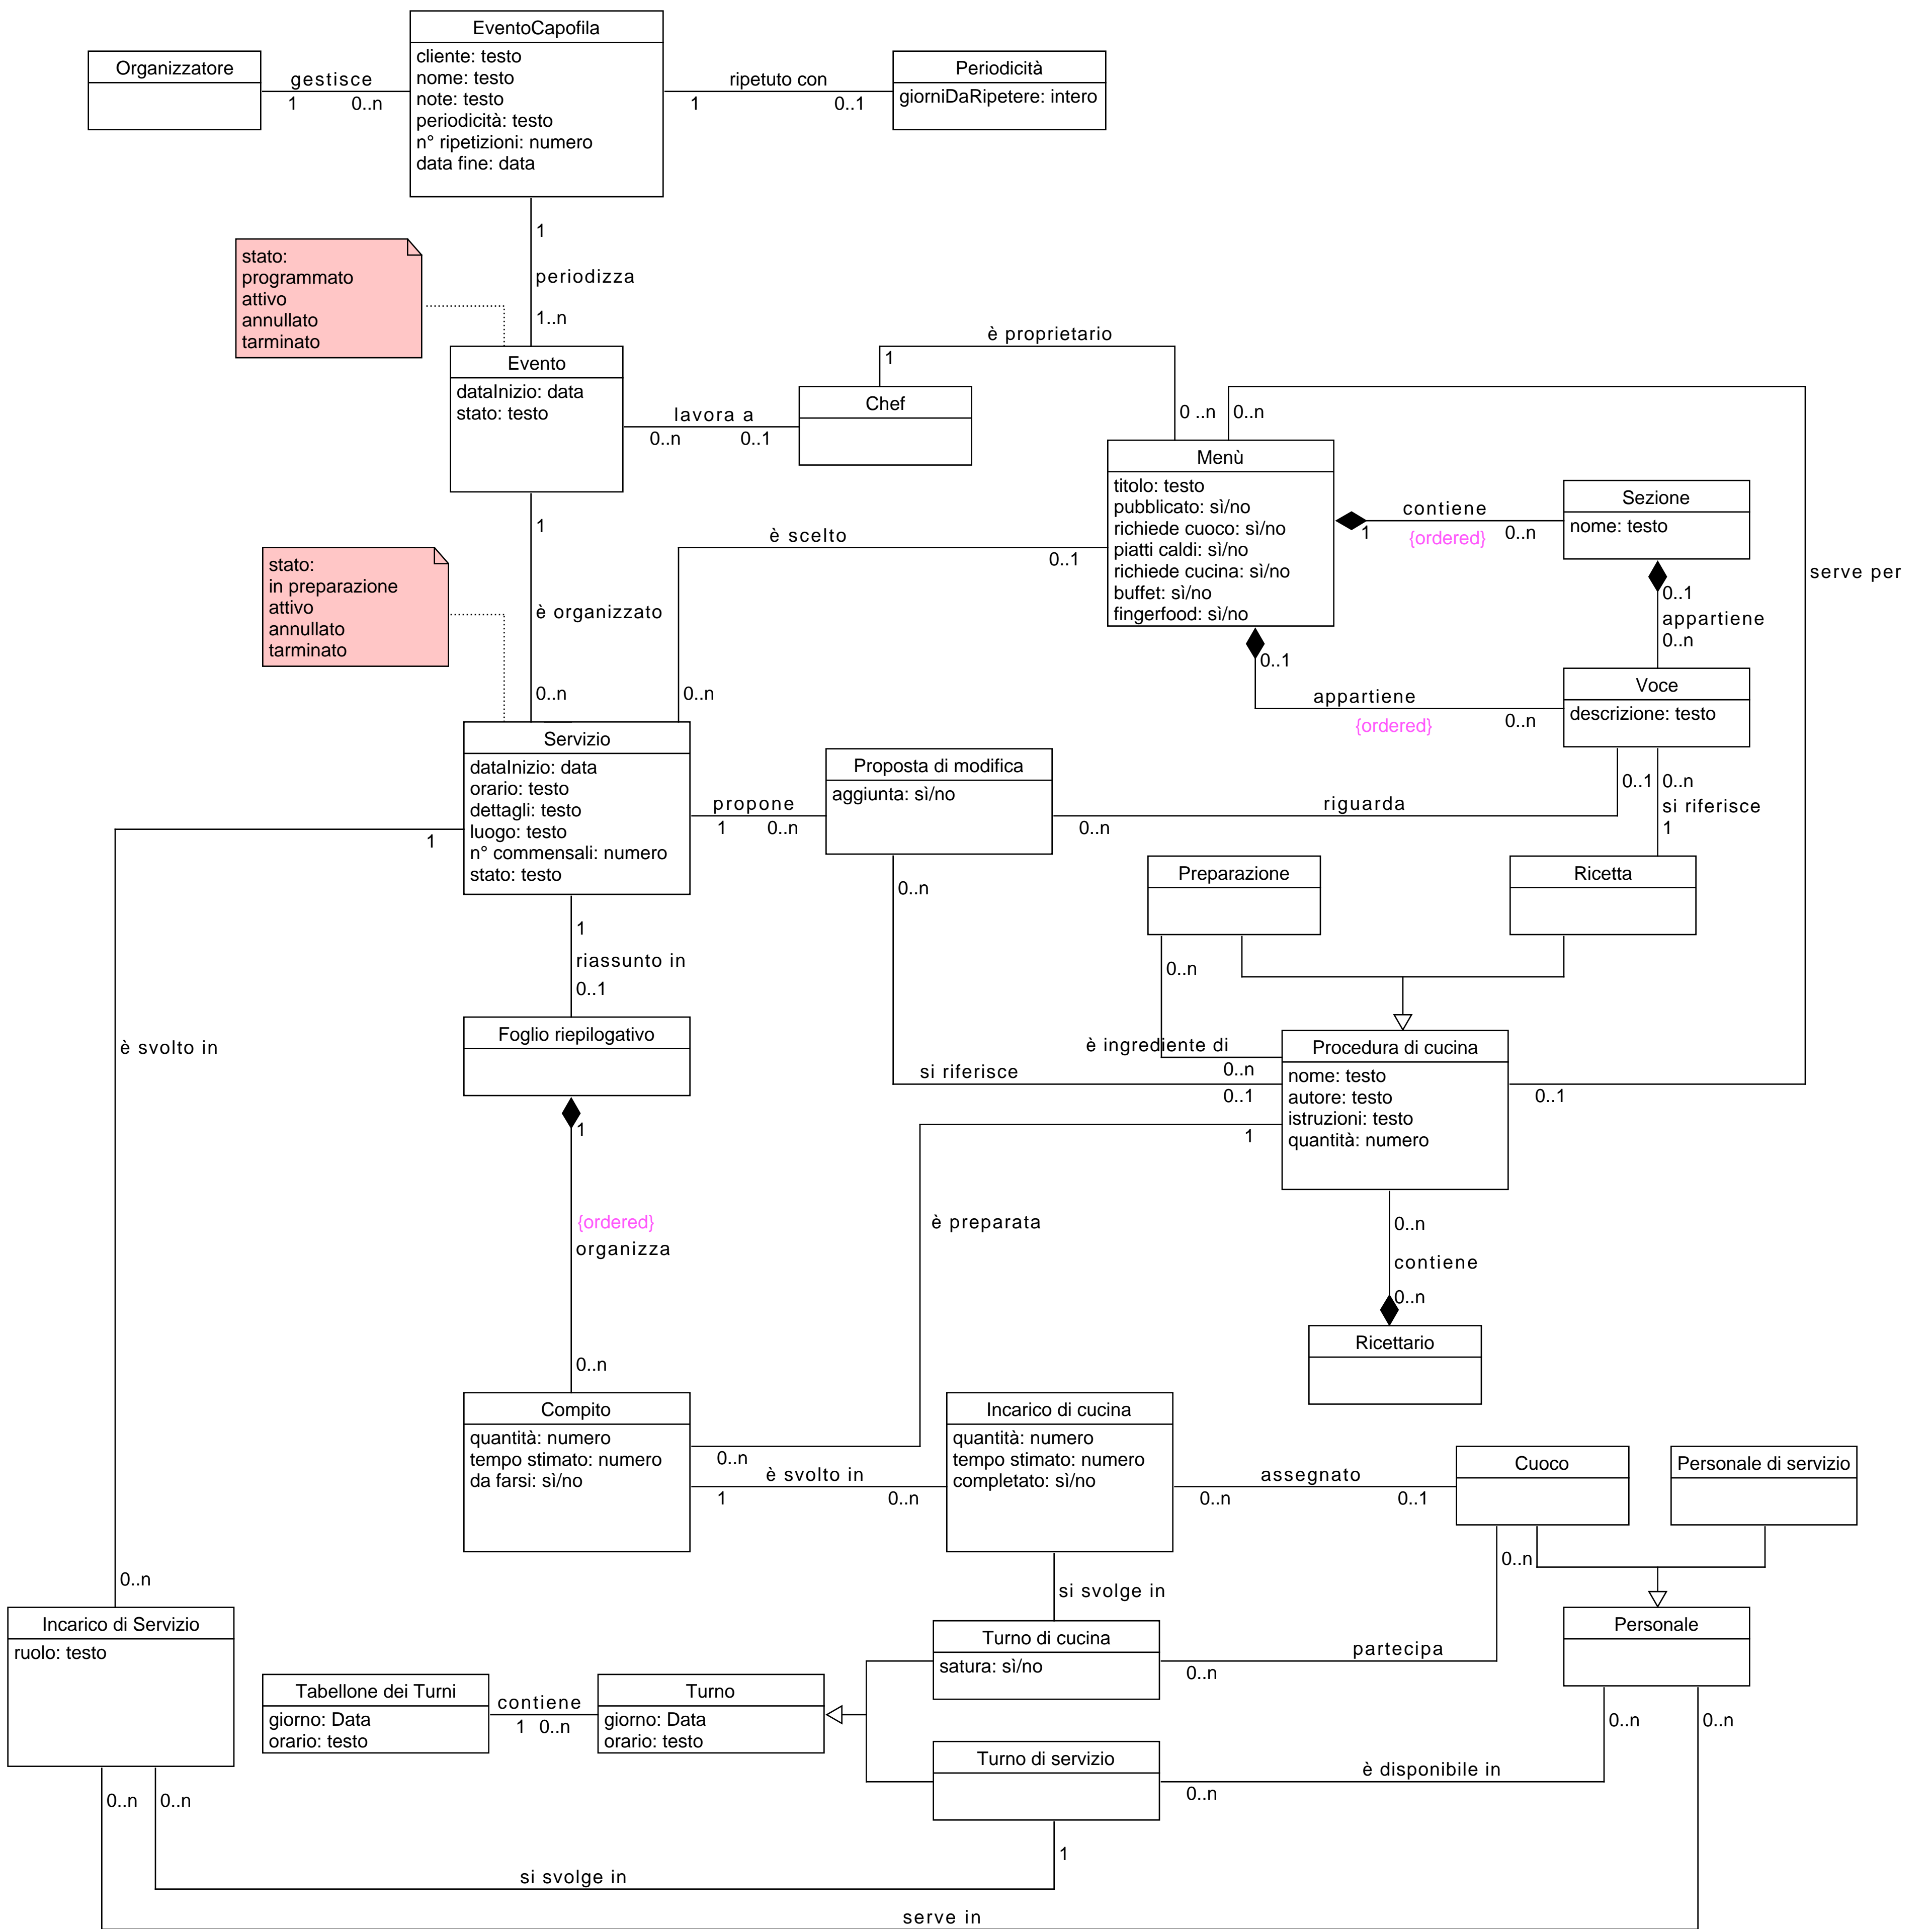 EventoCapofila
cliente: testo
nome: testo
note: testo
periodicità: testo
n° ripetizioni: numero
data fine: data
Organizzatore
gestisce
1
0..n
ripetuto con
1
0..1
Periodicità
giorniDaRipetere: intero
1
periodizza
1..n
stato:
programmato
attivo
annullato
tarminato
Evento
dataInizio: data
stato: testo
lavora a
0..n
0..1
Chef
è proprietario
1
0 ..n
0..n
Menù
titolo: testo
pubblicato: sì/no
richiede cuoco: sì/no
piatti caldi: sì/no
richiede cucina: sì/no
buffet: sì/no
fingerfood: sì/no
contiene
1
{ordered}
0..n
Sezione
nome: testo
serve per
0..1
appartiene
0..n
1
è organizzato
0..n
stato:
in preparazione
attivo
annullato
tarminato
è scelto
0..1
0..n
0..1
appartiene
{ordered}
0..n
Voce
descrizione: testo
Servizio
dataInizio: data
orario: testo
dettagli: testo
luogo: testo
n° commensali: numero
stato: testo
propone
1
0..n
Proposta di modifica
aggiunta: sì/no
riguarda
0..n
0..1
0..n
si riferisce
1
1
Preparazione
Ricetta
0..n
0..n
1
riassunto in
0..1
Foglio riepilogativo
è svolto in
è ingrediente di
0..n
si riferisce
0..1
Procedura di cucina
nome: testo
autore: testo
istruzioni: testo
quantità: numero
0..1
1
1
{ordered}
organizza
0..n
è preparata
0..n
contiene
0..n
Ricettario
Compito
quantità: numero
tempo stimato: numero
da farsi: sì/no
0..n
è svolto in
1
0..n
Incarico di cucina
quantità: numero
tempo stimato: numero
completato: sì/no
assegnato
0..n
0..1
Cuoco
Personale di servizio
0..n
0..n
si svolge in
Incarico di Servizio
ruolo: testo
Turno di cucina
satura: sì/no
partecipa
0..n
Personale
Tabellone dei Turni
giorno: Data
orario: testo
contiene
1
0..n
Turno
giorno: Data
orario: testo
Turno di servizio
è disponibile in
0..n
0..n
0..n
0..n
0..n
1
si svolge in
serve in